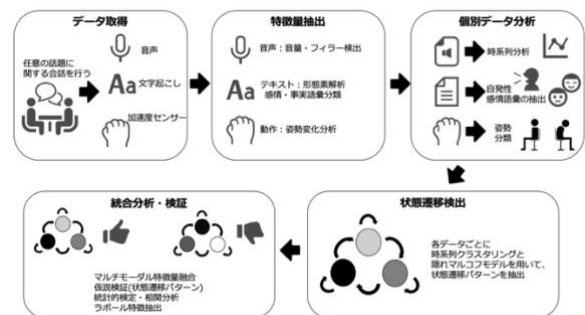 データ取得
任意の話題に
関する会話を行う
音声
Aa 文字起こし
加速度センサー
特徴量抽出
音声：音量・フィラー検出
Aa
テキスト：形態素解析
感情・事実語彙分類
動作：姿勢変化分析
個別データ分析
時系列分析
自発性
感情語彙の抽出
姿勢
分類
状態遷移検出
各データごとに
時系列クラスタリングと
隠れマルコフモデルを用いて、
状態遷移パターンを抽出
統合分析・検証
マルチモーダル特徴量融合
仮説検証(状態遷移パターン)
統計的検定・相関分析
ラポール特徴抽出